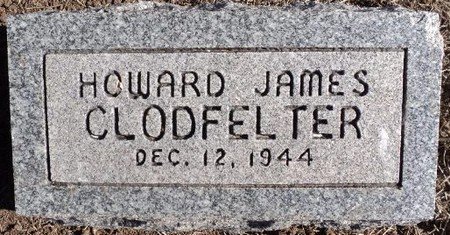 HOWARD JAMES
CLODFELTER
DEC. 12, 1944